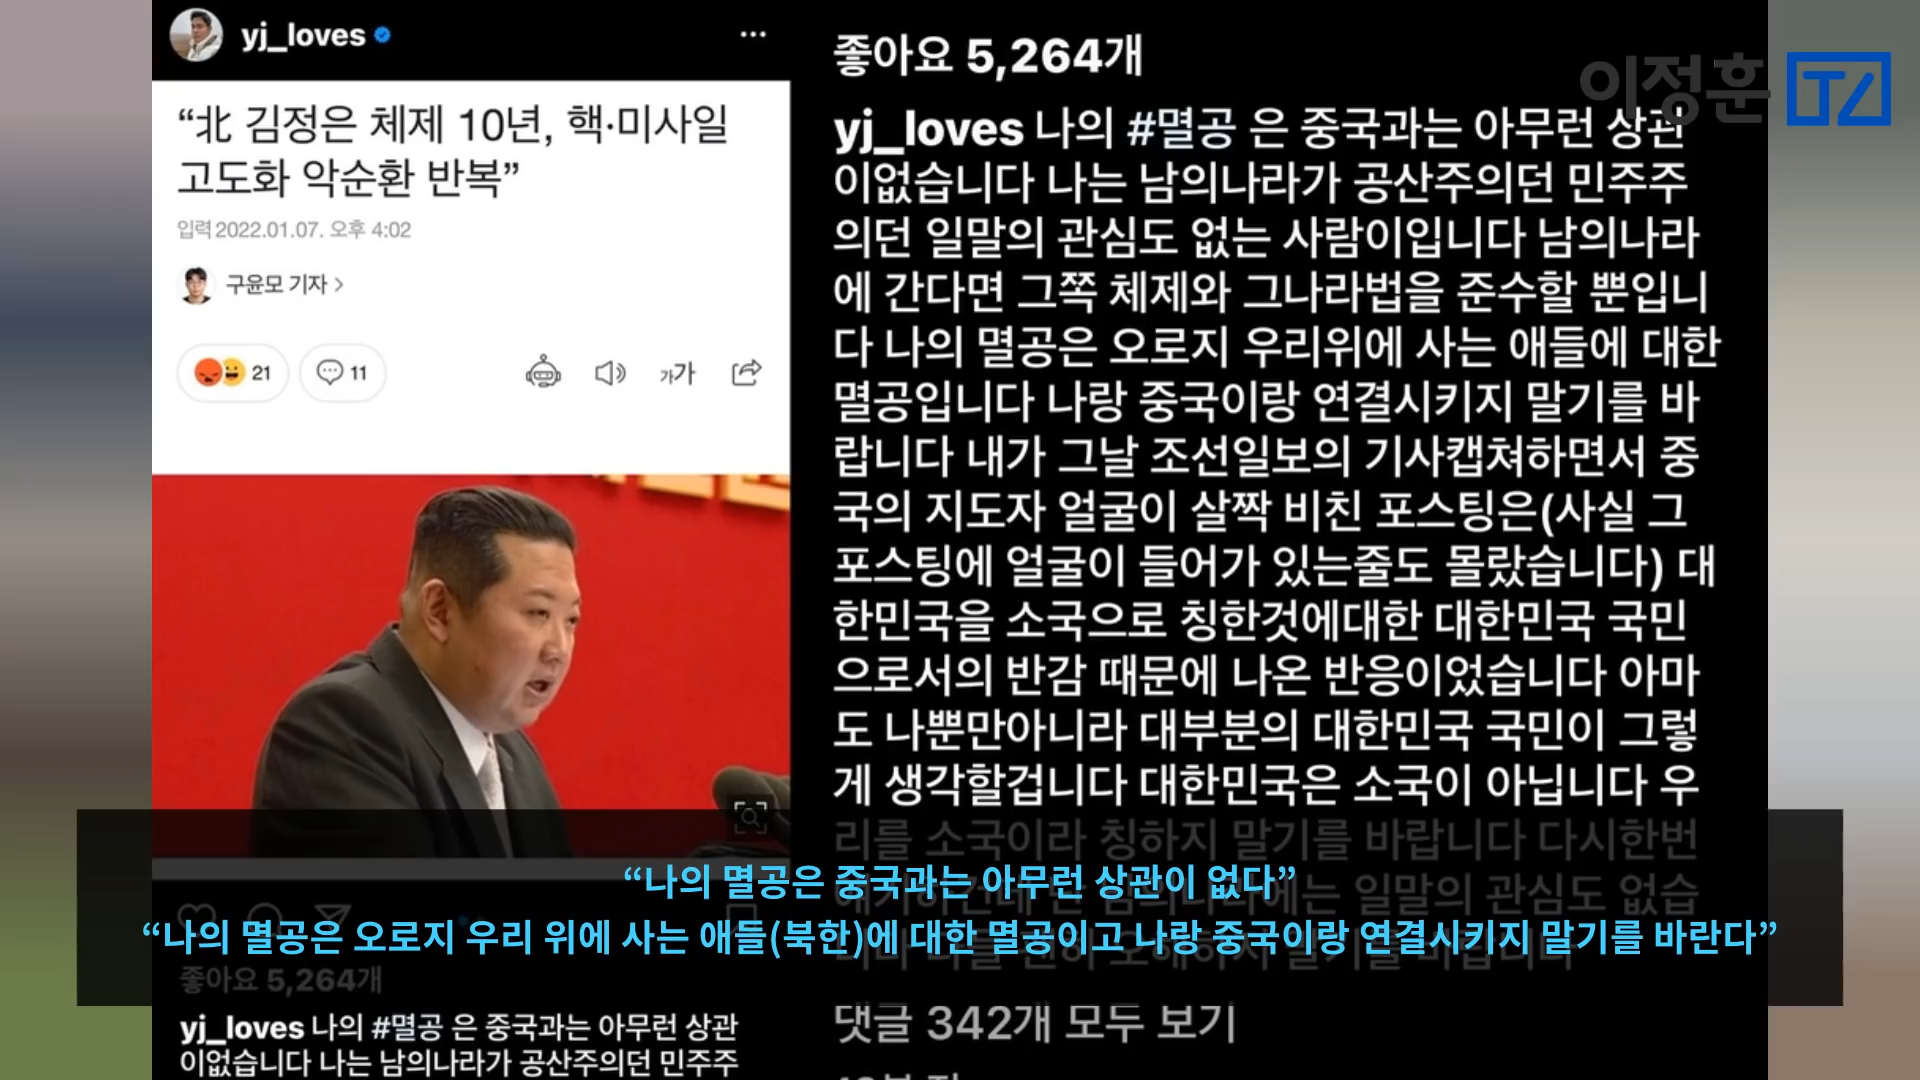 yj_loves
“北 김정은 체제 10년, 핵·미사일
고도화 악순환 반복”
입력 2022.01.07. 오후 4:02
구윤모 기자 >
21
11
가가
좋아요 5,264개
yj_loves 나의 #멸공 은 중국과는 아무런 상관
이없습니다 나는 남의나라가 공산주의던 민주주
좋아요 5,264개
yj_loves 나의 #멸공 은 중국과는 아무런 상관
이없습니다 나는 남의나라가 공산주의던 민주주
의던 일말의 관심도 없는 사람이입니다 남의나라
에 간다면 그쪽 체제와 그나라법을 준수할 뿐입니
다 나의 멸공은 오로지 우리위에 사는 애들에 대한
멸공입니다 나랑 중국이랑 연결시키지 말기를 바
랍니다 내가 그날 조선일보의 기사캡쳐하면서 중
국의 지도자 얼굴이 살짝 비친 포스팅은(사실 그
포스팅에 얼굴이 들어가 있는줄도 몰랐습니다) 대
한민국을 소국으로 칭한것에대한 대한민국 국민
으로서의 반감 때문에 나온 반응이었습니다 아마
도 나뿐만아니라 대부분의 대한민국 국민이 그렇
게 생각할겁니다 대한민국은 소국이 아닙니다 우
리를 소국이라 칭하지 말기를 바랍니다 다시한번
일말의 관심도 없습
댓글 342개 모두 보기
이정훈 TV
“나의 멸공은 중국과는 아무런 상관이 없다”
“나의 멸공은 오로지 우리 위에 사는 애들(북한)에 대한 멸공이고 나랑 중국이랑 연결시키지 말기를 바란다”